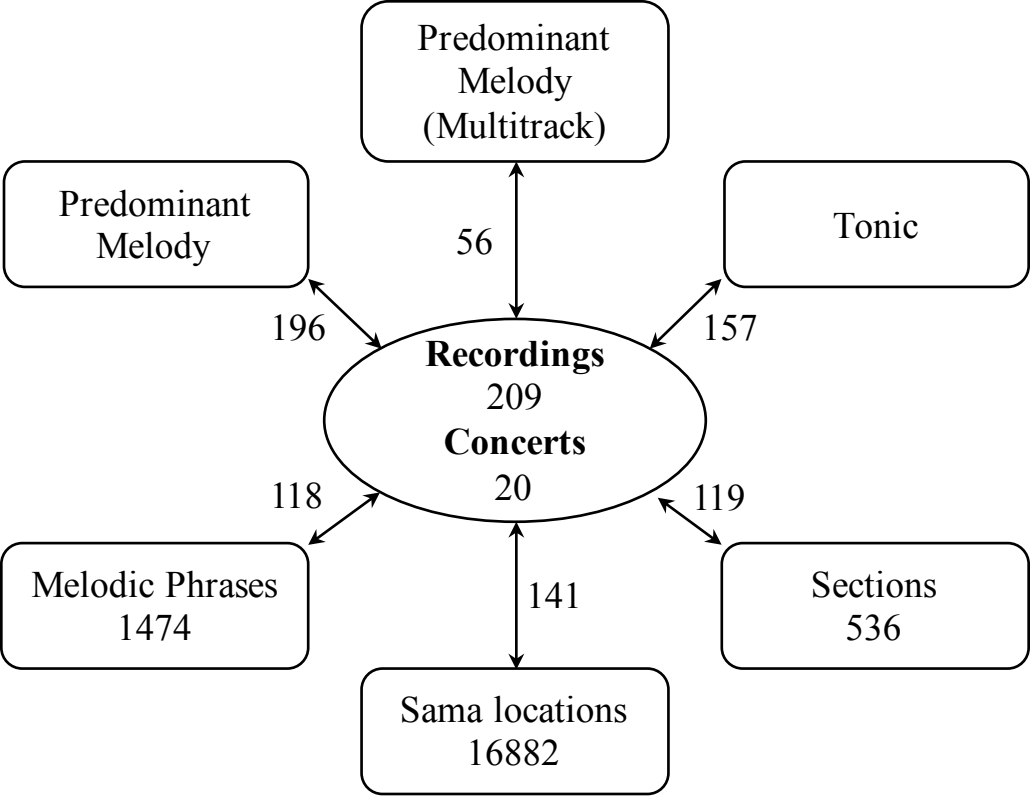 Predominant
Melody
(Multitrack)
Predominant
Melody
Tonic
56
196
157
Recordings
209
Concerts
20
118
119
141
Melodic Phrases
1474
Sections
536
Sama locations
16882